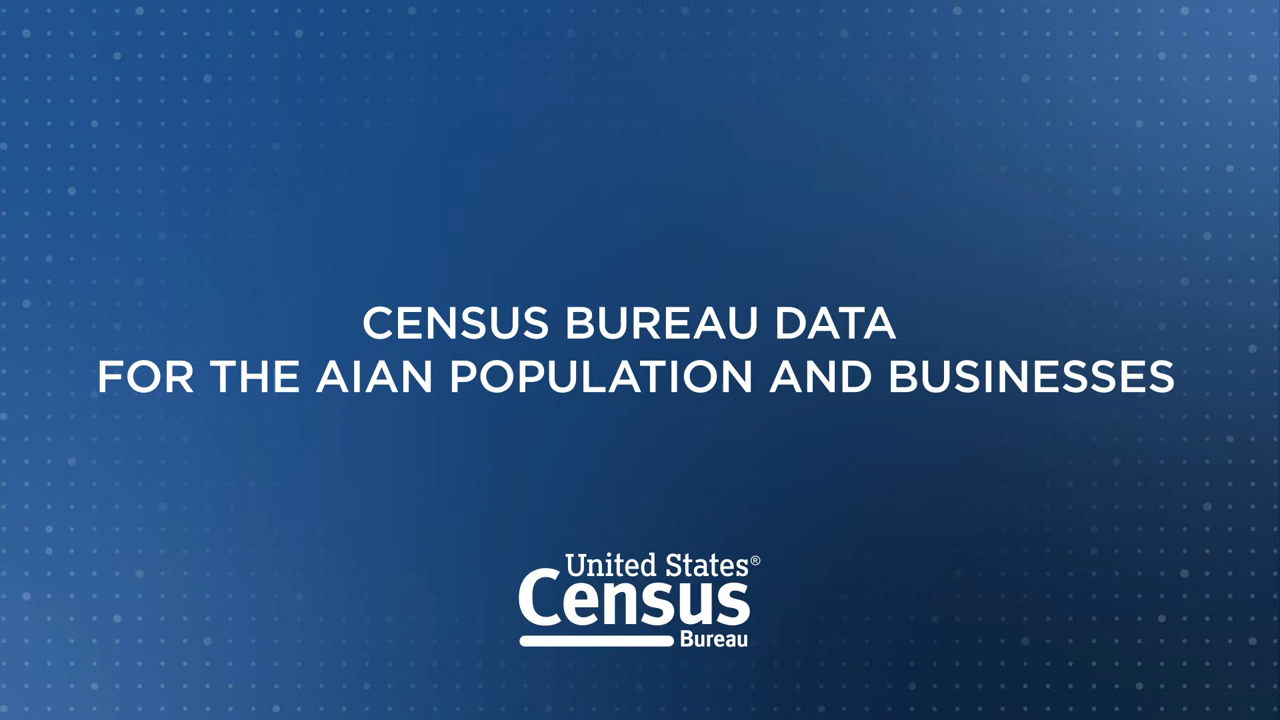 CENSUS BUREAU DATA
FOR THE AIAN POPULATION AND BUSINESSES
United States®
Census
Bureau